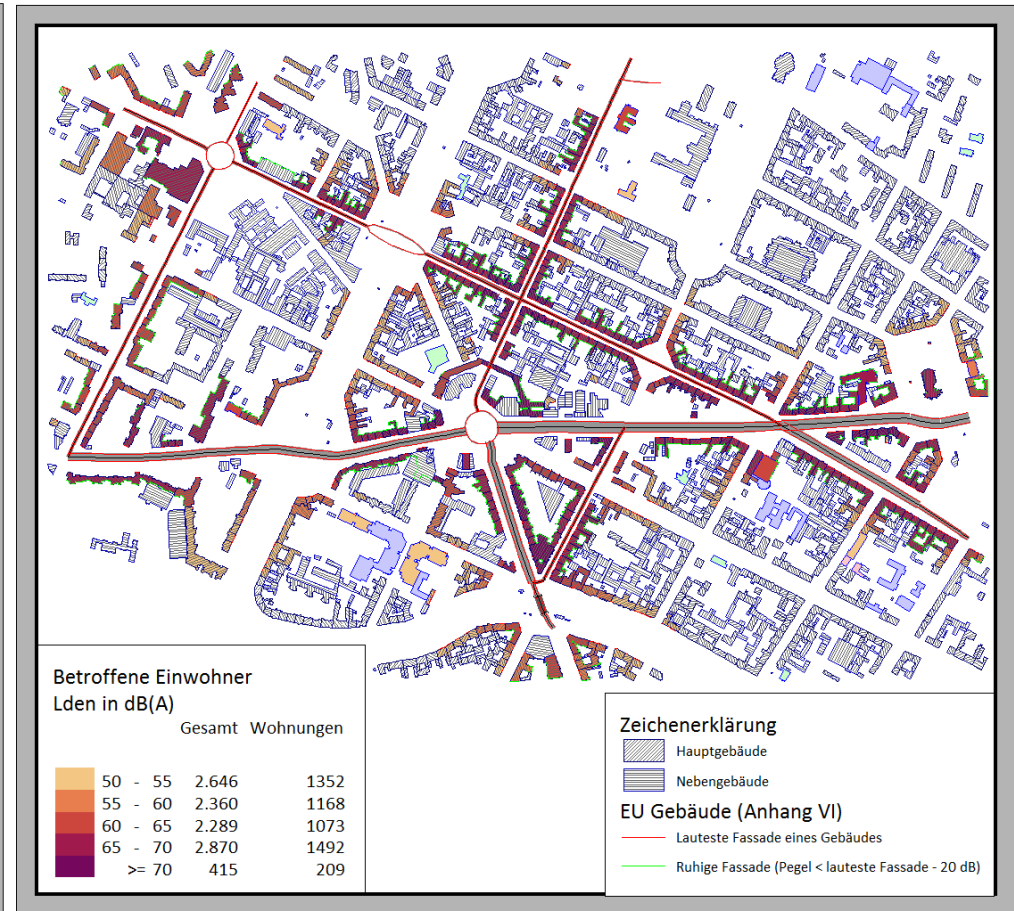 Betroffene Einwohner
Lden in dB(A)
Gesamt Wohnungen
50 - 55 2.646 1352
55 - 60 2.360 1168
60 - 65 2.289 1073
65 - 70 2.870 1492
>= 70 415 209
Zeichenerklärung
Hauptgebäude
Nebengebäude
EU Gebäude (Anhang VI)
Lauteste Fassade eines Gebäudes
Ruhige Fassade (Pegel < lauteste Fassade - 20 dB)